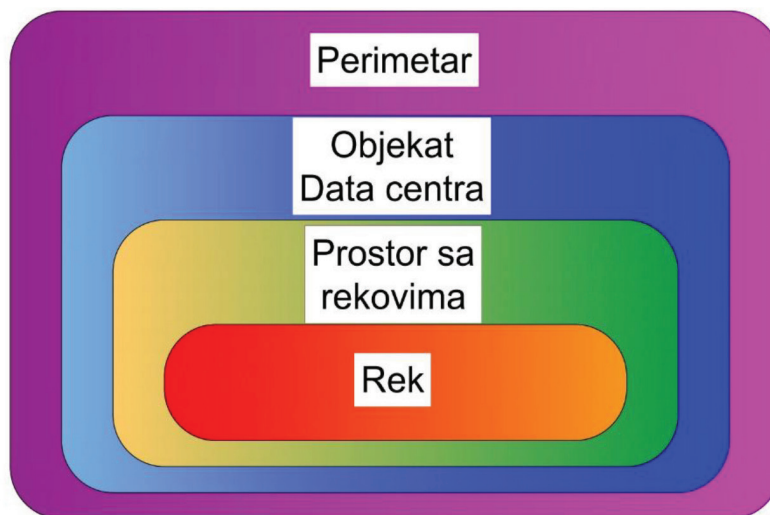 Perimetar
Objekat
Data centra
Prostor sa
rekovima
Rek